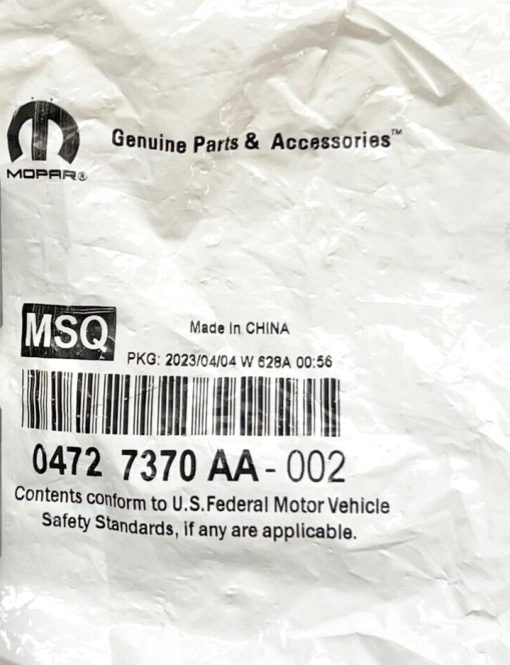 Genuine Parts & Accessories™
MOPAR®
MSQ
Made in CHINA
PKG: 2023/04/04 W 628A 00:56
0472 7370 AA - 002
Contents conform to U.S.Federal Motor Vehicle
Safety Standards, if any are applicable.